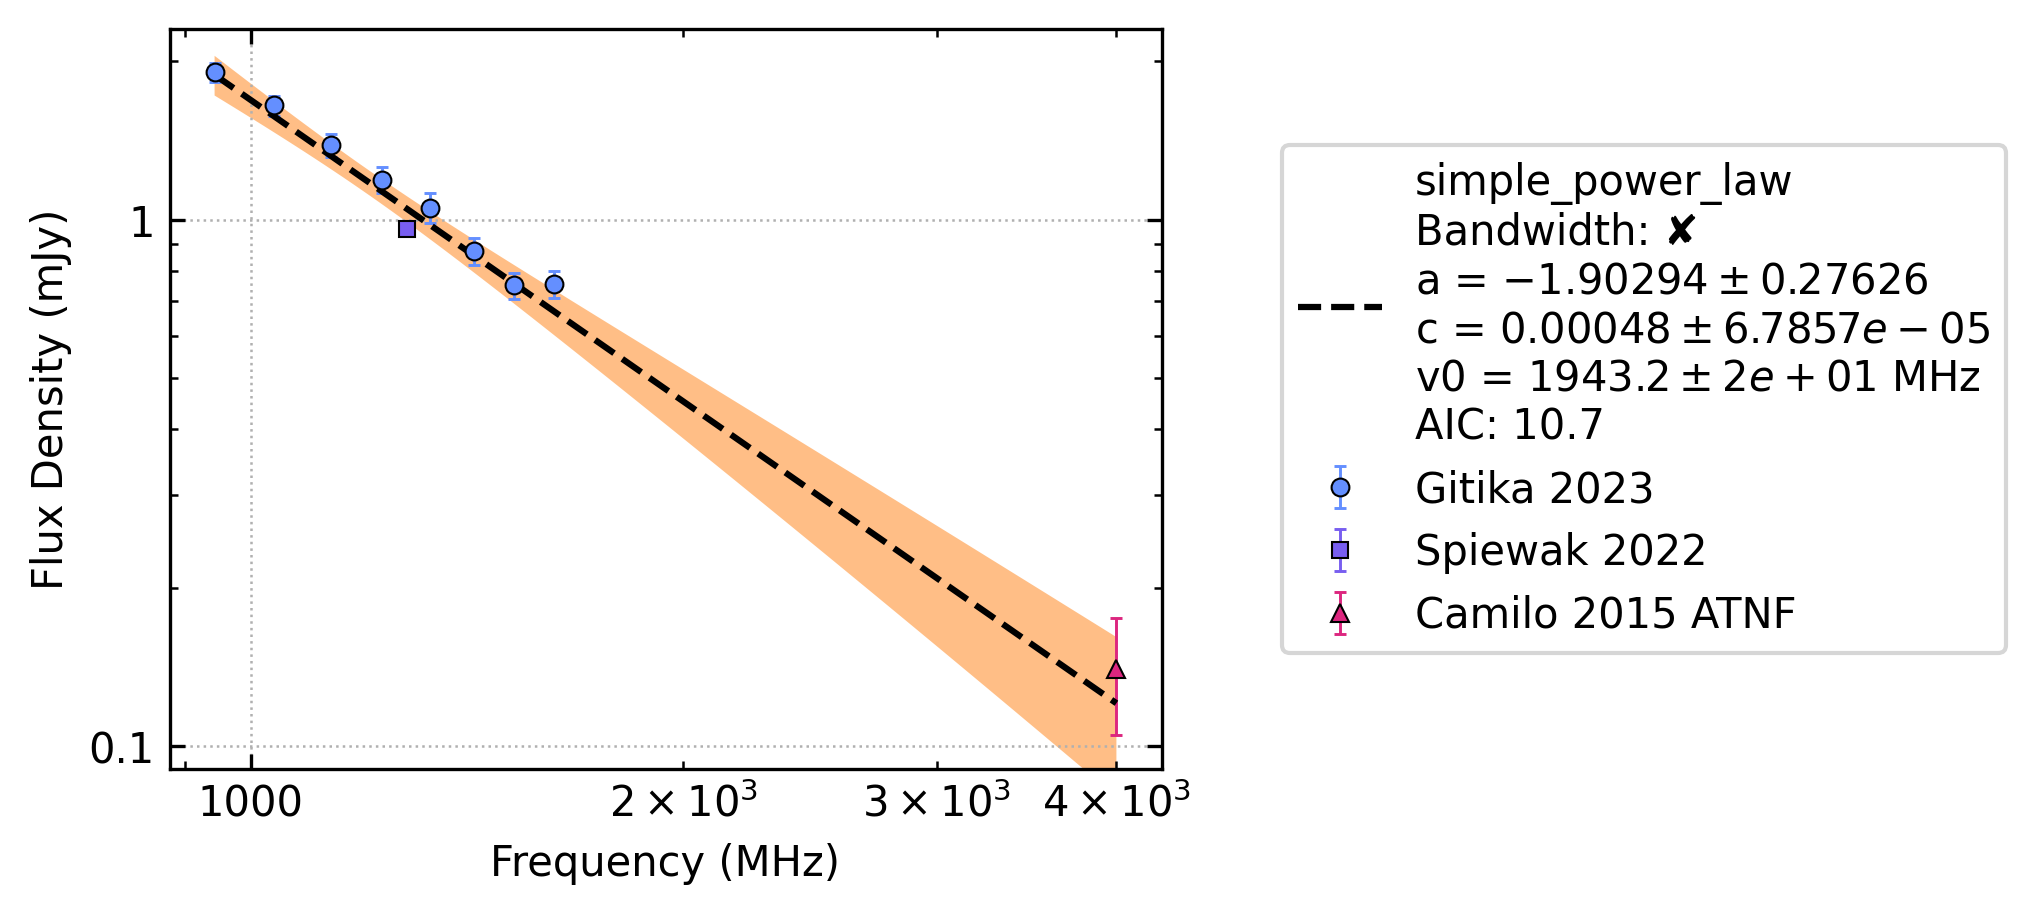 Flux Density (mJy)
1
0.1
1000
2 × 10³
3 × 10³
4 × 10³
Frequency (MHz)
simple_power_law
Bandwidth: ✘
a = −1.90294 ± 0.27626
c = 0.00048 ± 6.7857e − 05
v0 = 1943.2 ± 2e + 01 MHz
AIC: 10.7
Gitika 2023
Spiewak 2022
Camilo 2015 ATNF